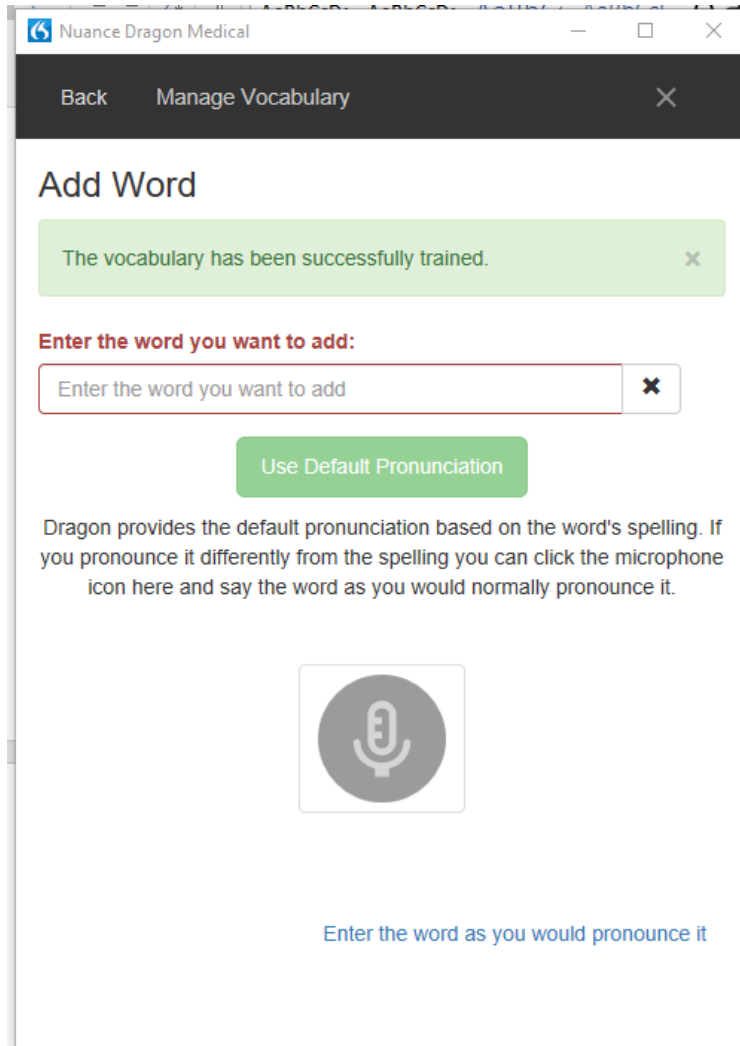 Nuance Dragon Medical
Back Manage Vocabulary
Add Word
The vocabulary has been successfully trained.
Enter the word you want to add:
Enter the word you want to add
Use Default Pronunciation
Dragon provides the default pronunciation based on the word's spelling. If
you pronounce it differently from the spelling you can click the microphone
icon here and say the word as you would normally pronounce it.
Enter the word as you would pronounce it